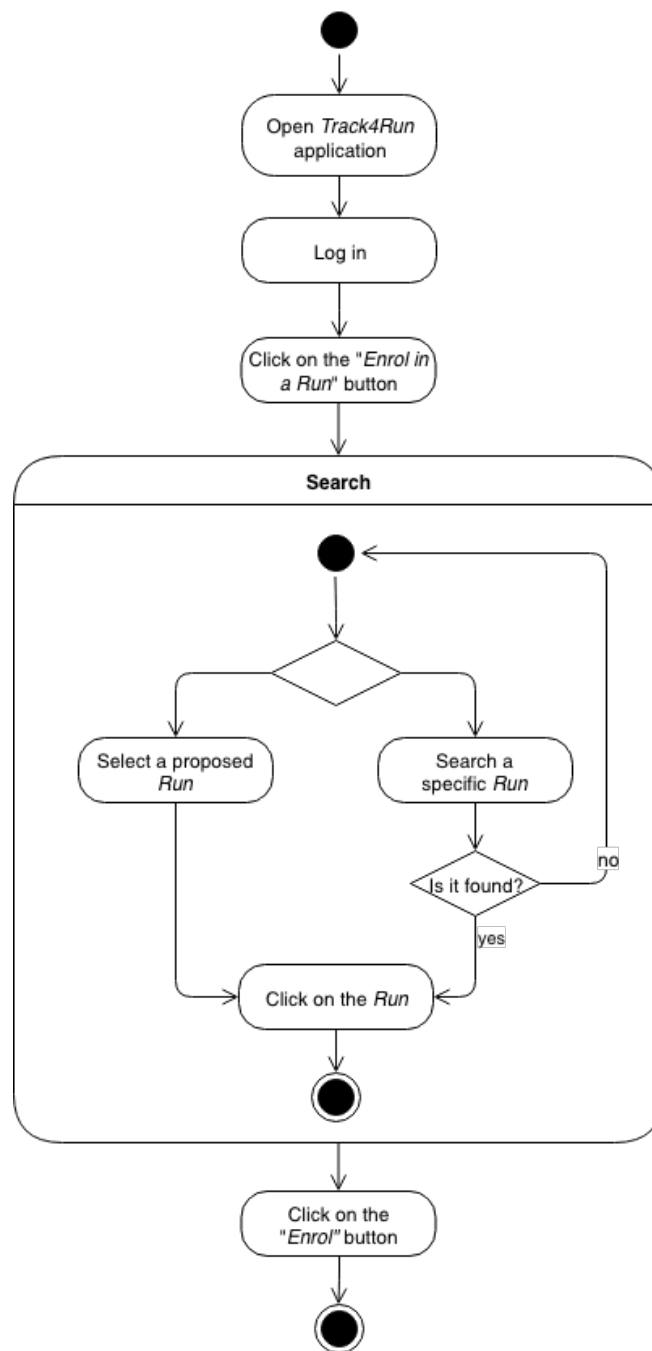 Open Track4Run
application
Log in
Click on the "Enrol in
a Run" button
Search
Select a proposed
Run
Search a
specific Run
Is it found?
no
yes
Click on the Run
Click on the
"Enrol” button